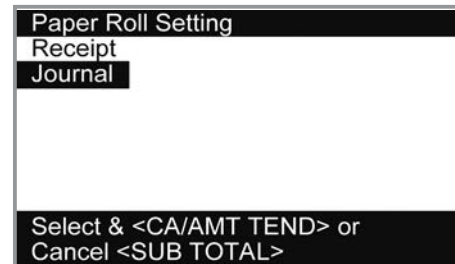 Paper Roll Setting
Receipt
Journal
Select & <CA/AMT TEND> or
Cancel <SUB TOTAL>